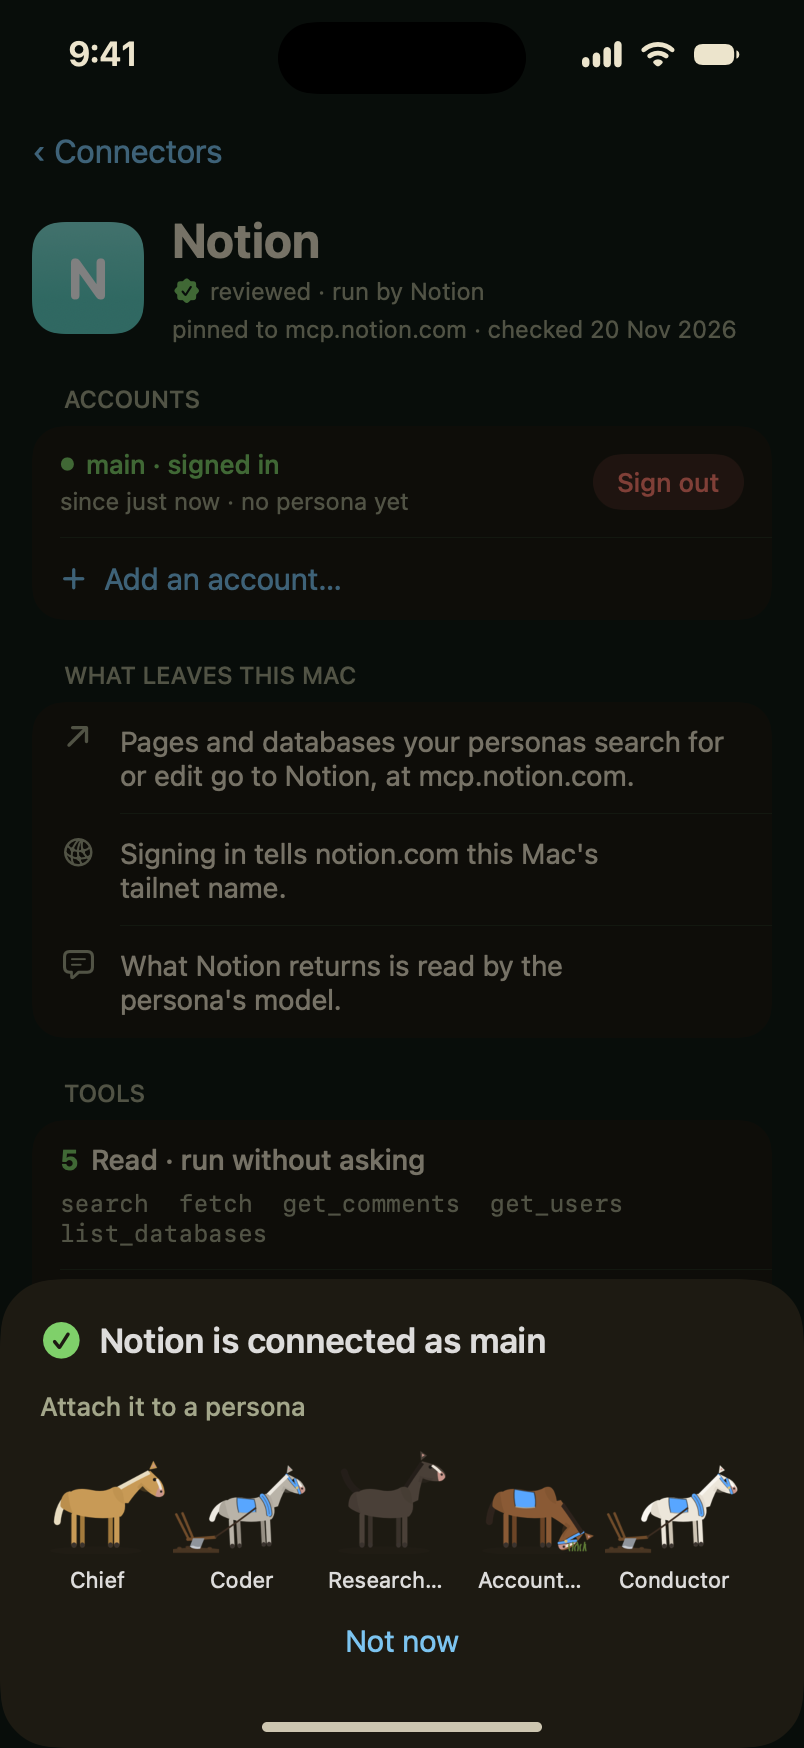 9:41
‹ Connectors
N
Notion
reviewed · run by Notion
pinned to mcp.notion.com · checked 20 Nov 2026
ACCOUNTS
main · signed in
since just now · no persona yet
Sign out
+ Add an account...
WHAT LEAVES THIS MAC
Pages and databases your personas search for
or edit go to Notion, at mcp.notion.com.
Signing in tells notion.com this Mac's
tailnet name.
What Notion returns is read by the
persona's model.
TOOLS
5 Read · run without asking
search fetch get_comments get_users
list_databases
Notion is connected as main
Attach it to a persona
Chief Coder Research... Account... Conductor
Not now